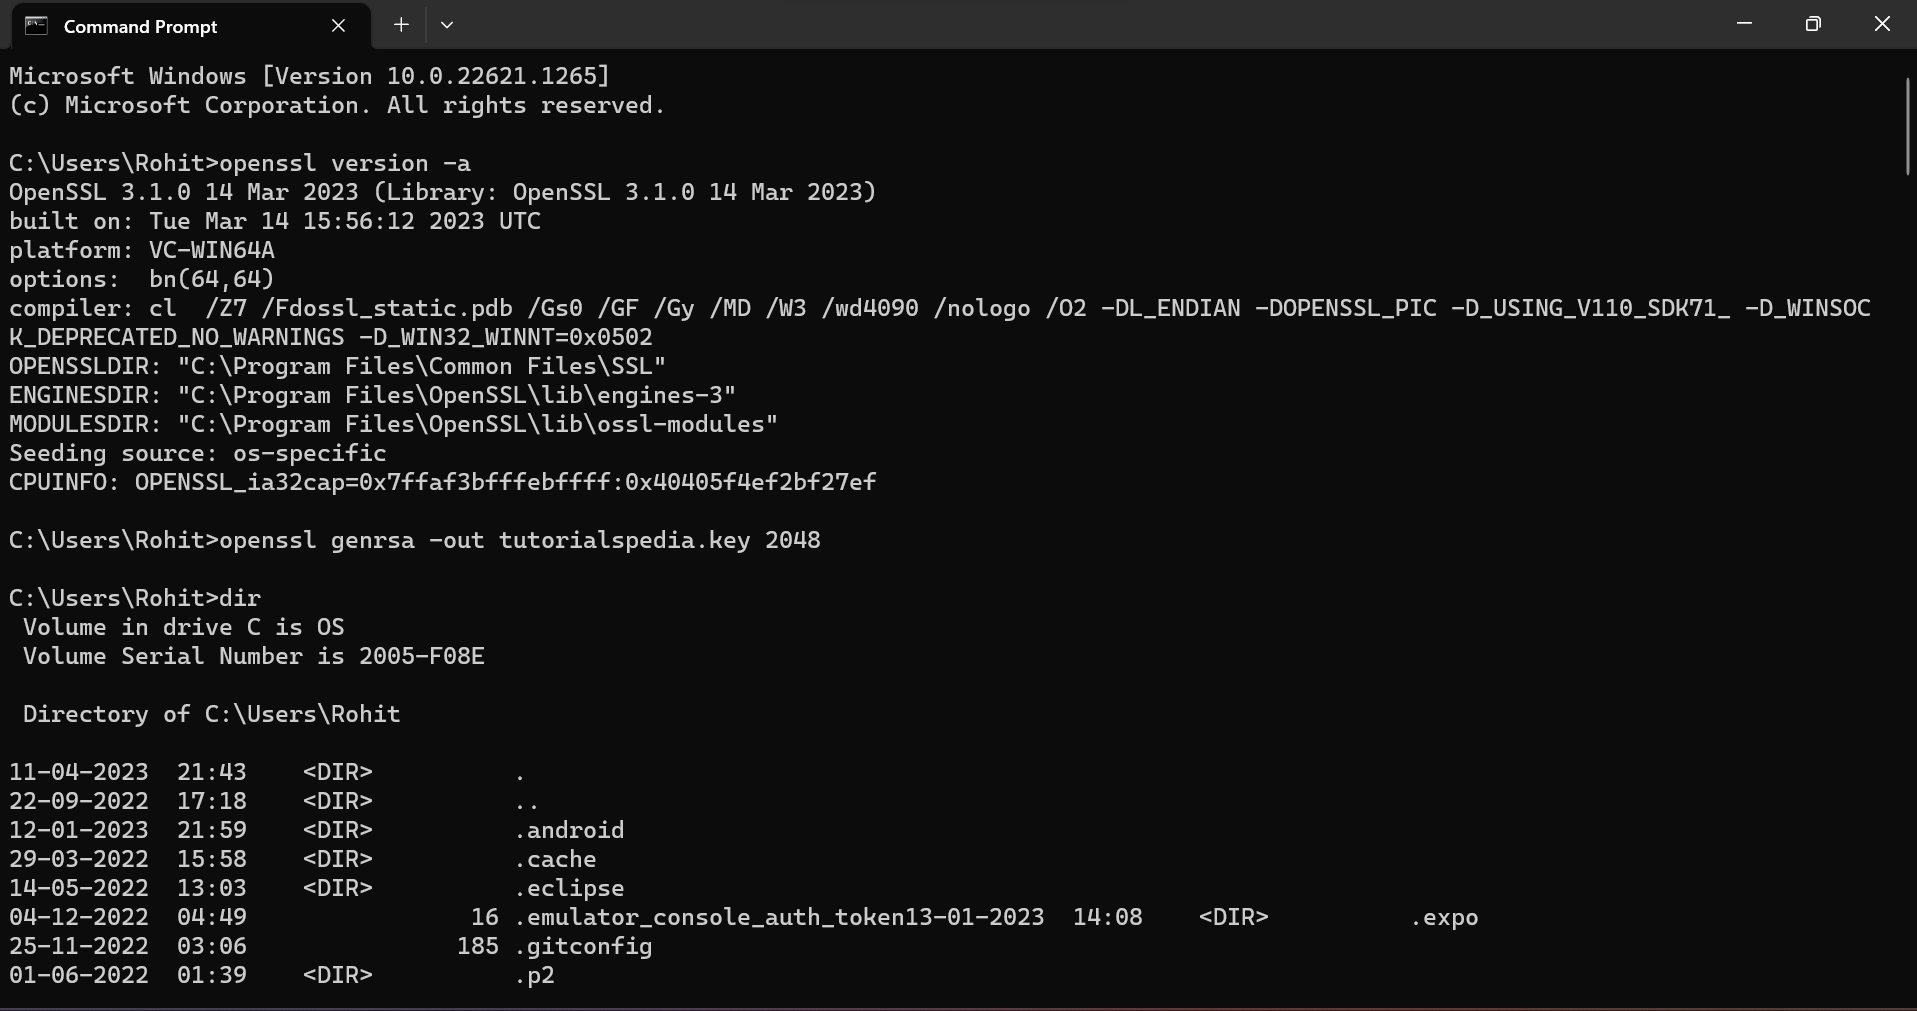 Command Prompt
Microsoft Windows [Version 10.0.22621.1265]
(c) Microsoft Corporation. All rights reserved.
C:\Users\Rohit>openssl version -a
OpenSSL 3.1.0 14 Mar 2023 (Library: OpenSSL 3.1.0 14 Mar 2023)
built on: Tue Mar 14 15:56:12 2023 UTC
platform: VC-WIN64A
options:  bn(64,64)
compiler: cl  /Z7 /Fdossl_static.pdb /Gs0 /GF /Gy /MD /W3 /wd4090 /nologo /O2 -DL_ENDIAN -DOPENSSL_PIC -D_USING_V110_SDK71_ -D_WINSOC
K_DEPRECATED_NO_WARNINGS -D_WIN32_WINNT=0x0502
OPENSSLDIR: "C:\Program Files\Common Files\SSL"
ENGINESDIR: "C:\Program Files\OpenSSL\lib\engines-3"
MODULESDIR: "C:\Program Files\OpenSSL\lib\ossl-modules"
Seeding source: os-specific
CPUINFO: OPENSSL_ia32cap=0x7ffaf3bfffebffff:0x40405f4ef2bf27ef
C:\Users\Rohit>openssl genrsa -out tutorialspedia.key 2048
C:\Users\Rohit>dir
 Volume in drive C is OS
 Volume Serial Number is 2005-F08E
 Directory of C:\Users\Rohit
11-04-2023  21:43    <DIR>          .
22-09-2022  17:18    <DIR>          ..
12-01-2023  21:59    <DIR>          .android
29-03-2022  15:58    <DIR>          .cache
14-05-2022  13:03    <DIR>          .eclipse
04-12-2022  04:49                16 .emulator_console_auth_token13-01-2023  14:08    <DIR>          .expo
25-11-2022  03:06               185 .gitconfig
01-06-2022  01:39    <DIR>          .p2